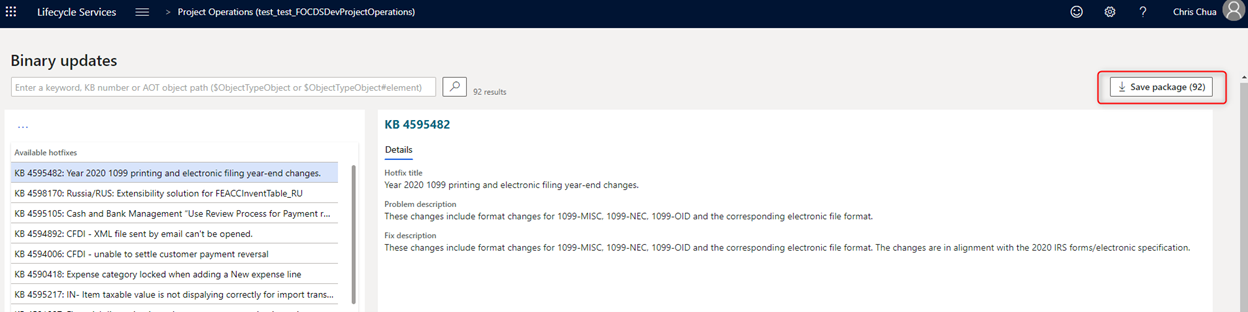 Lifecycle Services > Project Operations (test_test_FOCDSDevProjectOperations) ? Chris Chua
Binary updates
Enter a keyword, KB number or AOT object path ($ObjectTypeObject or $ObjectTypeObject#element) 92 results
Save package (92)
...
Available hotfixes
KB 4595482: Year 2020 1099 printing and electronic filing year-end changes.
KB 4598170: Russia/RUS: Extensibility solution for FEACCInventTable_RU
KB 4595105: Cash and Bank Management "Use Review Process for Payment r...
KB 4594892: CFDI - XML file sent by email can't be opened.
KB 4594006: CFDI - unable to settle customer payment reversal
KB 4590418: Expense category locked when adding a New expense line
KB 4595217: IN- Item taxable value is not dispalying correctly for import trans...
KB 4595482
Details
Hotfix title
Year 2020 1099 printing and electronic filing year-end changes.
Problem description
These changes include format changes for 1099-MISC, 1099-NEC, 1099-OID and the corresponding electronic file format.
Fix description
These changes include format changes for 1099-MISC, 1099-NEC, 1099-OID and the corresponding electronic file format. The changes are in alignment with the 2020 IRS forms/electronic specification.